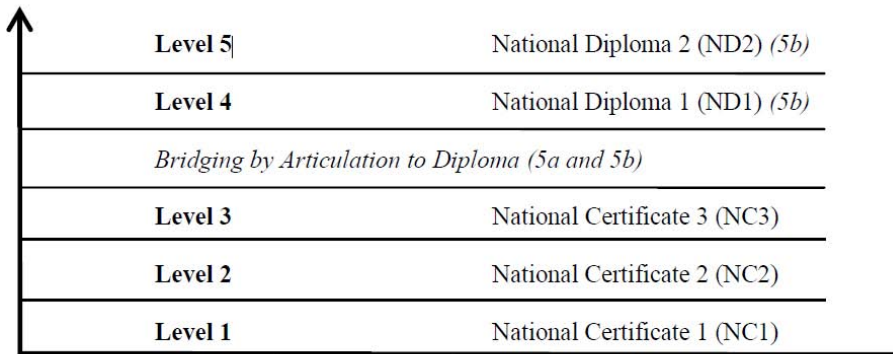 Level 5 National Diploma 2 (ND2) (5b)
Level 4 National Diploma 1 (ND1) (5b)
Bridging by Articulation to Diploma (5a and 5b)
Level 3 National Certificate 3 (NC3)
Level 2 National Certificate 2 (NC2)
Level 1 National Certificate 1 (NC1)